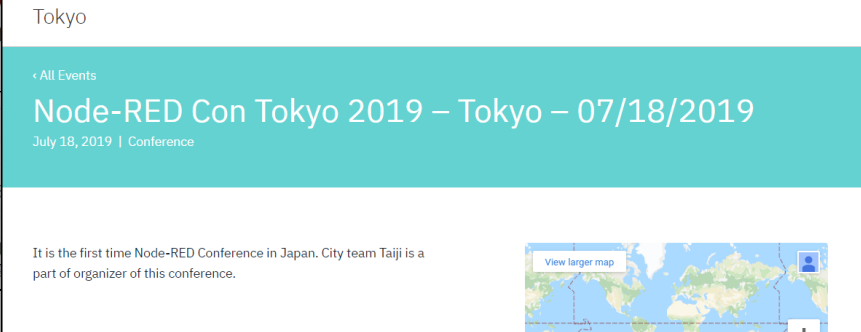 Tokyo
‹ All Events
Node-RED Con Tokyo 2019 – Tokyo – 07/18/2019
July 18, 2019 | Conference
It is the first time Node-RED Conference in Japan. City team Taiji is a
part of organizer of this conference.
View larger map